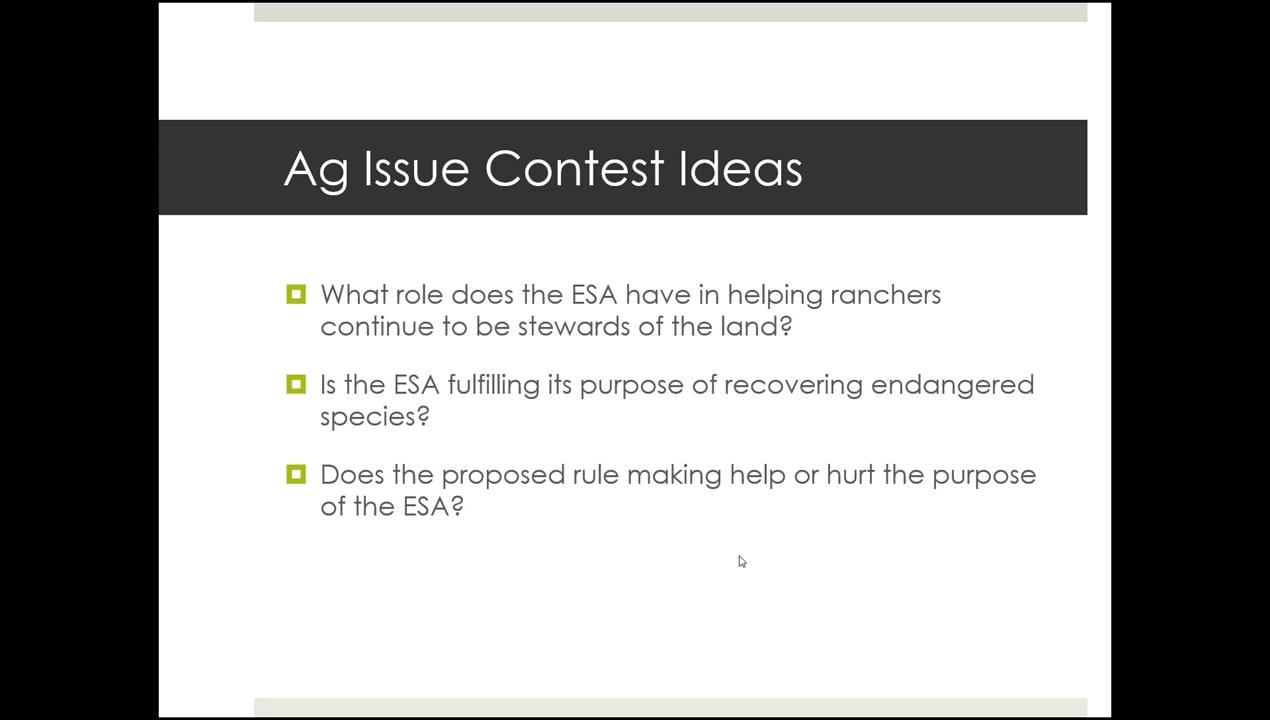 Ag Issue Contest Ideas
What role does the ESA have in helping ranchers
continue to be stewards of the land?
Is the ESA fulfilling its purpose of recovering endangered
species?
Does the proposed rule making help or hurt the purpose
of the ESA?